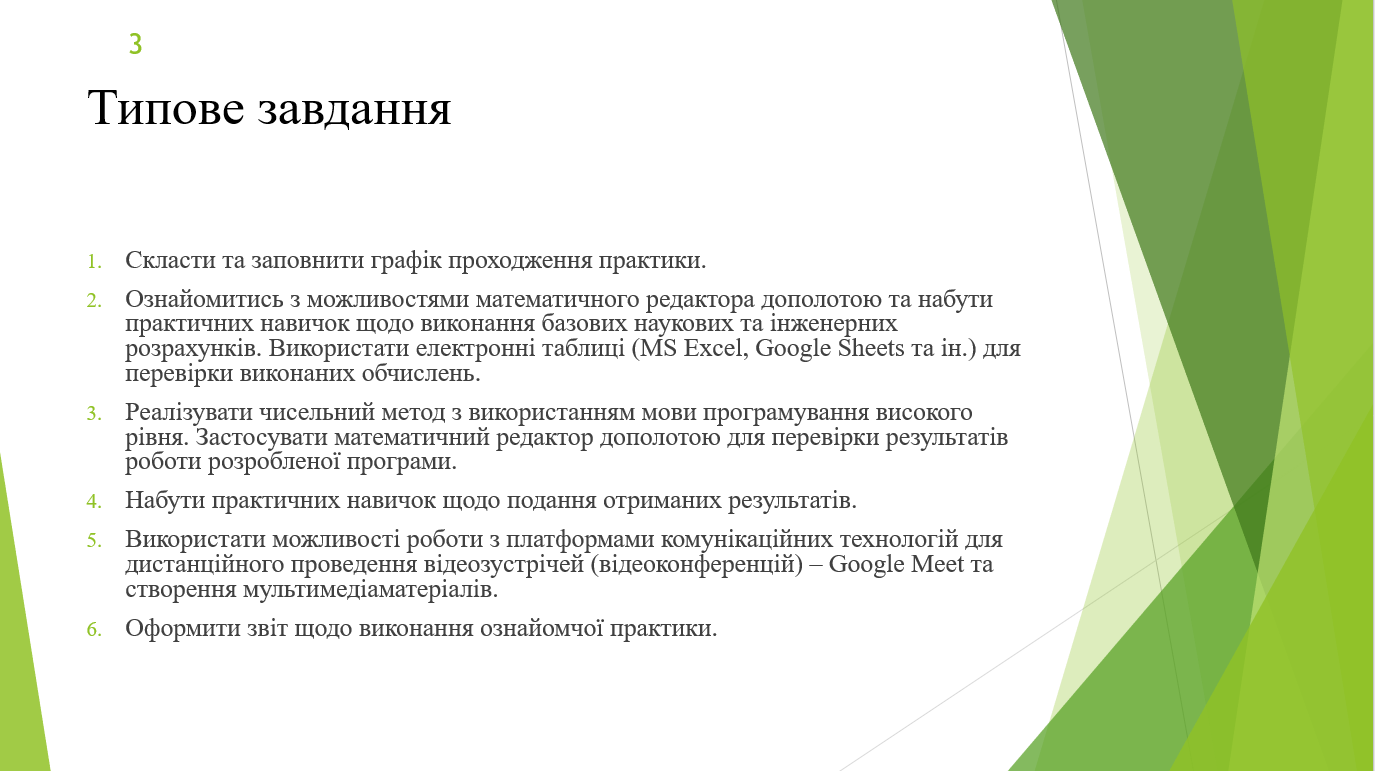 3
Типове завдання
1. Скласти та заповнити графік проходження практики.
2. Ознайомитись з можливостями математичного редактора дополотою та набути
практичних навичок щодо виконання базових наукових та інженерних
розрахунків. Використати електронні таблиці (MS Excel, Google Sheets та ін.) для
перевірки виконаних обчислень.
3. Реалізувати чисельний метод з використанням мови програмування високого
рівня. Застосувати математичний редактор дополотою для перевірки результатів
роботи розробленої програми.
4. Набути практичних навичок щодо подання отриманих результатів.
5. Використати можливості роботи з платформами комунікаційних технологій для
дистанційного проведення відеозустрічей (відеоконференцій) – Google Meet та
створення мультимедіаматеріалів.
6. Оформити звіт щодо виконання ознайомчої практики.